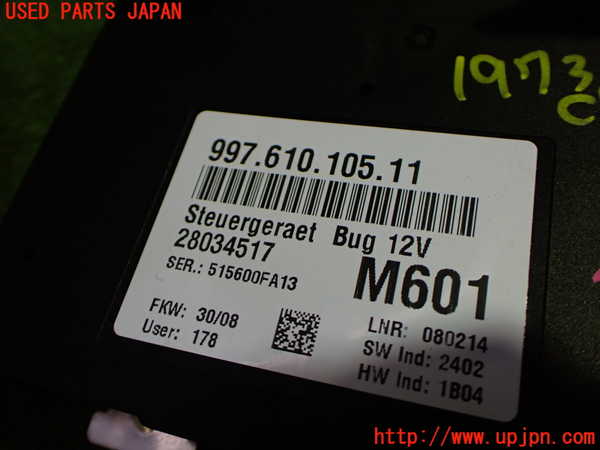 USED PARTS JAPAN
1973
997.610.105.11
Steuergeraet Bug 12V
28034517
SER.: 515600FA13
M601
FKW: 30/08
User: 178
LNR: 080214
SW Ind: 2402
HW Ind: 1B04
http://www.upjpn.com